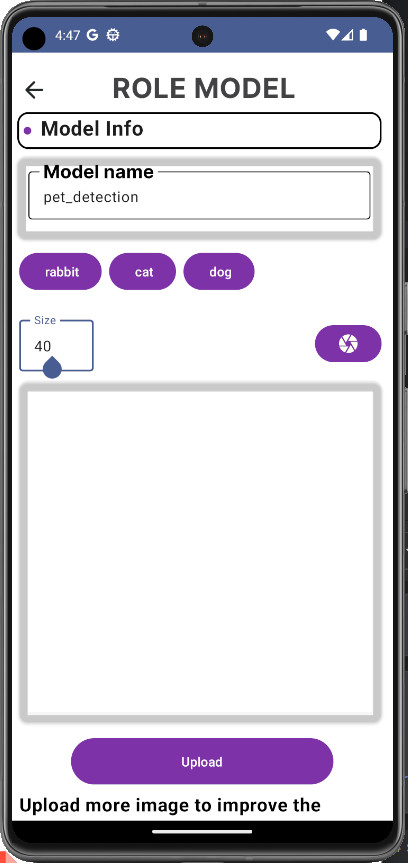 4:47 G
ROLE MODEL
Model Info
Model name
pet_detection
rabbit cat dog
Size
40
Upload
Upload more image to improve the